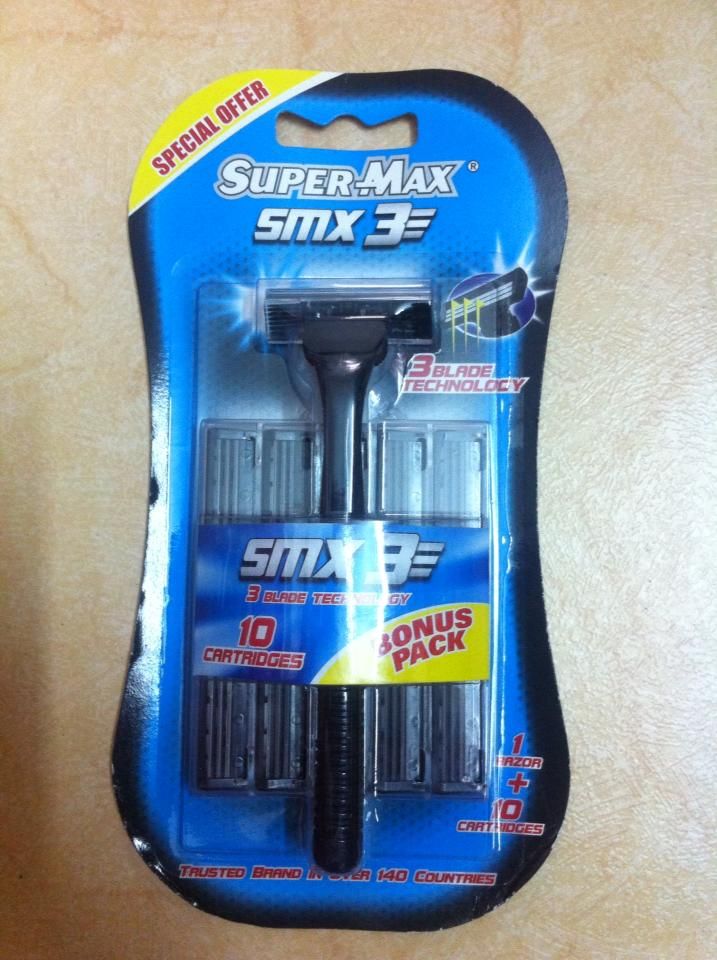 SPECIAL OFFER
SUPER-MAX®
SMX 3
3 BLADE
TECHNOLOGY
SMX 3
3 BLADE TECHNOLOGY
10
CARTRIDGES
BONUS
PACK
1
RAZOR
+
10
CARTRIDGES
TRUSTED BRAND IN OVER 140 COUNTRIES